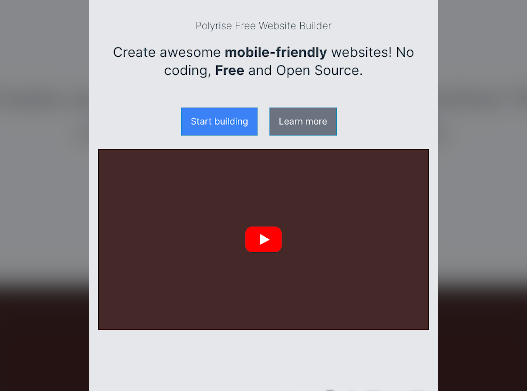 Polyrise Free Website Builder
Create awesome mobile-friendly websites! No
coding, Free and Open Source.
Start building
Learn more